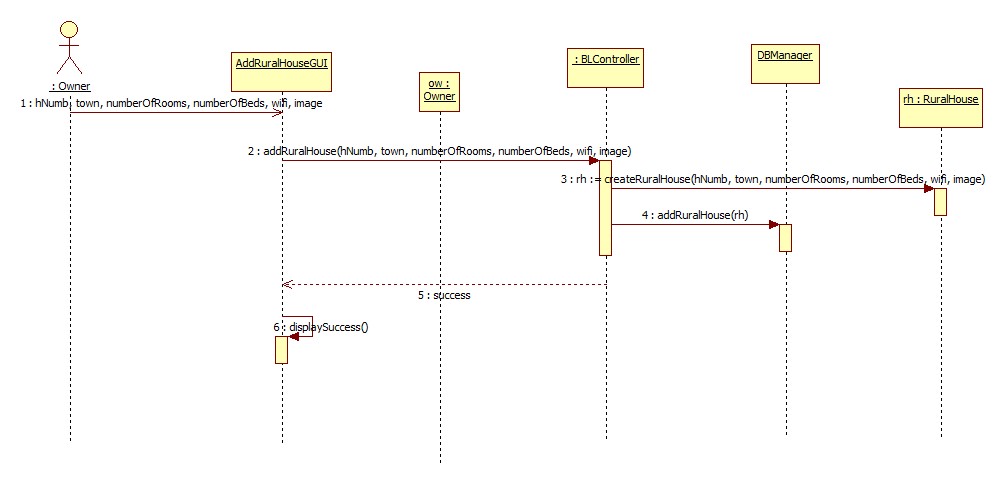 : Owner
AddRuralHouseGUI
ow :
Owner
: BLController
DBManager
rh : RuralHouse
1 : hNumb, town, numberOfRooms, numberOfBeds, wifi, image
2 : addRuralHouse(hNumb, town, numberOfRooms, numberOfBeds, wifi, image)
3 : rh := createRuralHouse(hNumb, town, numberOfRooms, numberOfBeds, wifi, image)
4 : addRuralHouse(rh)
5 : success
6 : displaySuccess()